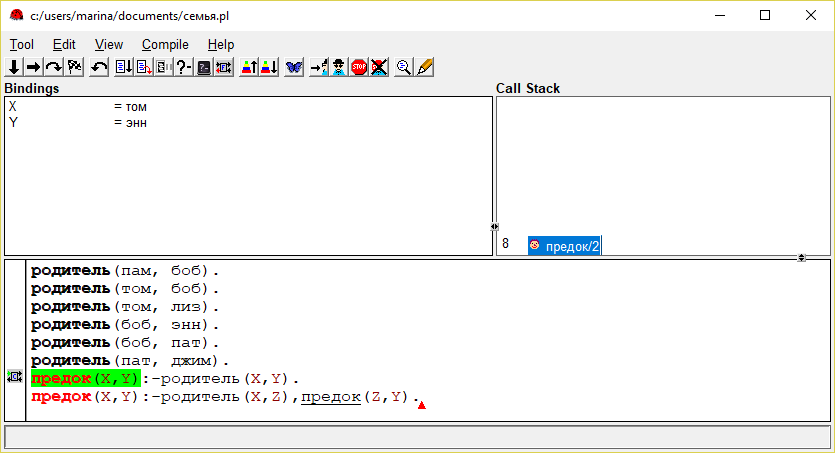 c:/users/marina/documents/семья.pl
Tool Edit View Compile Help
Bindings
Call Stack
X = том
Y = энн
8 предок/2
родитель(пам, боб).
родитель(том, боб).
родитель(том, лиз).
родитель(боб, энн).
родитель(боб, пат).
родитель(пат, джим).
предок(X,Y):-родитель(X,Y).
предок(X,Y):-родитель(X,Z),предок(Z,Y).